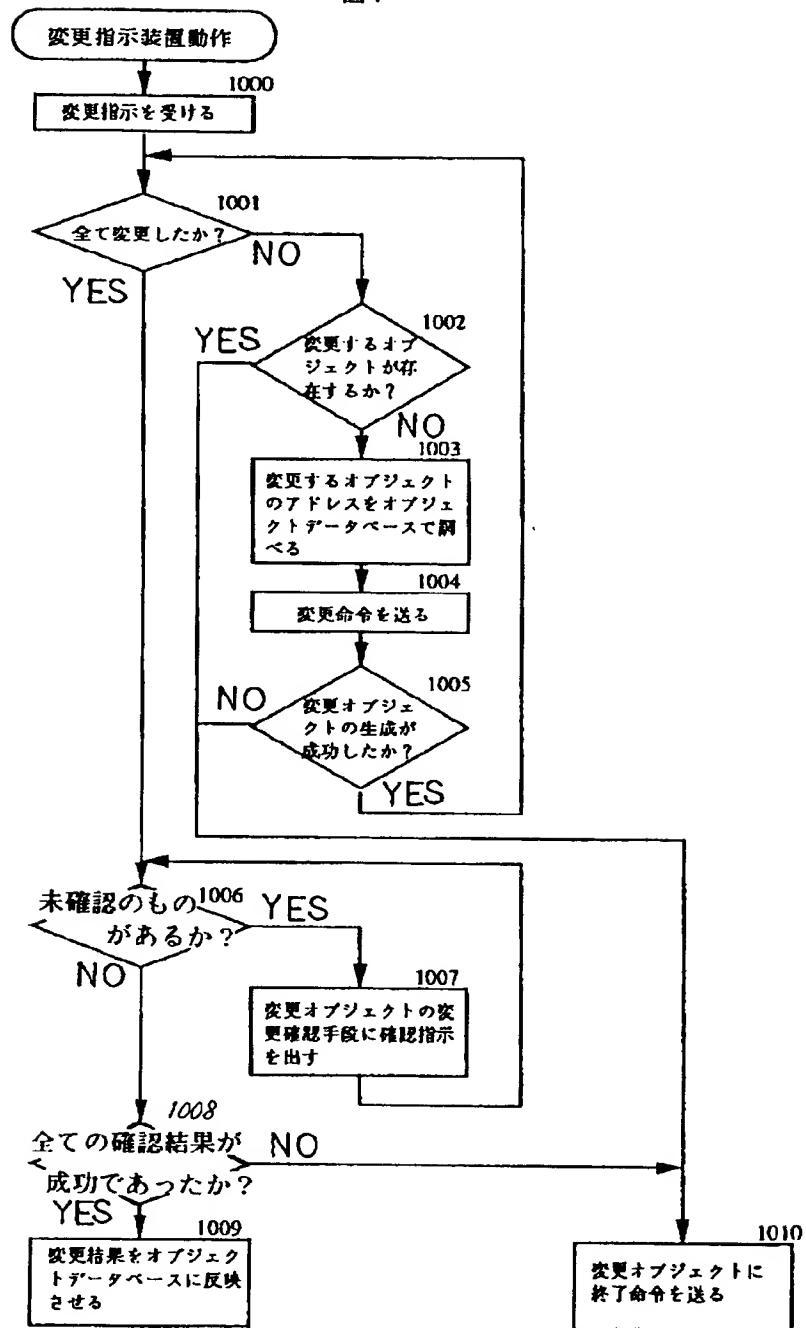 変更指示装置動作
1000
変更指示を受ける
1001
全て変更したか?
NO
YES
1002
YES
変更するオブ
ジェクトが存
在するか?
NO
1003
変更するオブジェクト
のアドレスをオブジェ
クトデータベースで調
べる
1004
変更命令を送る
1005
NO
変更オブジェ
クトの生成が
成功したか?
YES
未確認のもの
1006
があるか?
YES
NO
1007
変更オブジェクトの変
更確認手段に確認指示
を出す
1008
全ての確認結果が
成功であったか?
NO
YES
1009
変更結果をオブジェク
トデータベースに反映
させる
1010
変更オブジェクトに
終了命令を送る